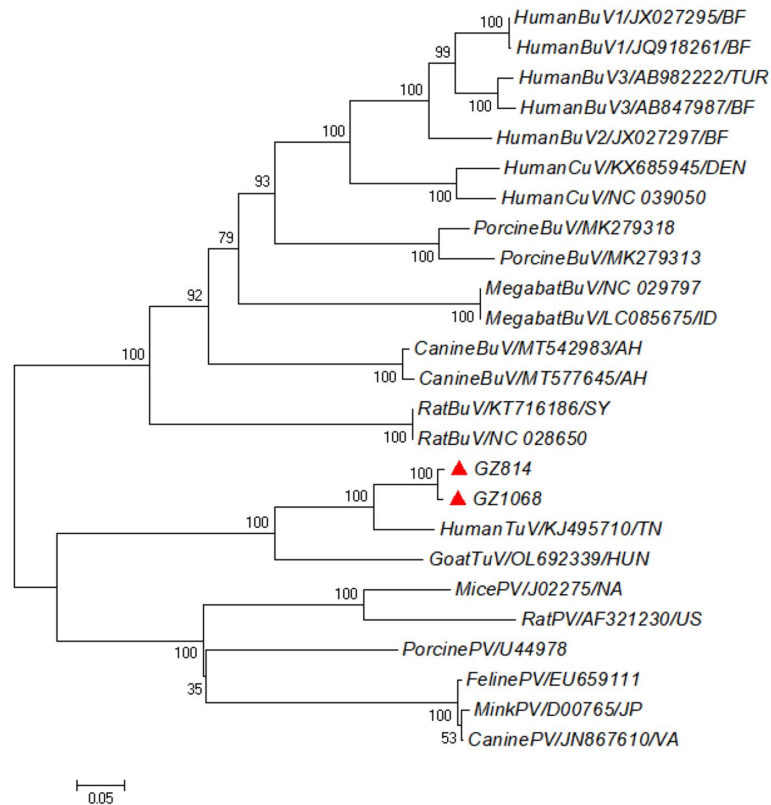 100
HumanBuV1/JX027295/BF
HumanBuV1/JQ918261/BF
99
HumanBuV3/AB982222/TUR
100
HumanBuV3/AB847987/BF
100
HumanBuV2/JX027297/BF
100
HumanCuV/KX685945/DEN
100
HumanCuV/NC 039050
93
PorcineBuV/MK279318
100
PorcineBuV/MK279313
79
MegabatBuV/NC 029797
100
MegabatBuV/LC085675/ID
92
CanineBuV/MT542983/AH
100
CanineBuV/MT577645/AH
100
RatBuV/KT716186/SY
100
RatBuV/NC 028650
100
GZ814
GZ1068
100
HumanTuV/KJ495710/TN
100
GoatTuV/OL692339/HUN
MicePV/J02275/NA
100
RatPV/AF321230/US
100
PorcinePV/U44978
35
FelinePV/EU659111
100
MinkPV/D00765/JP
53
CaninePV/JN867610/VA
0.05